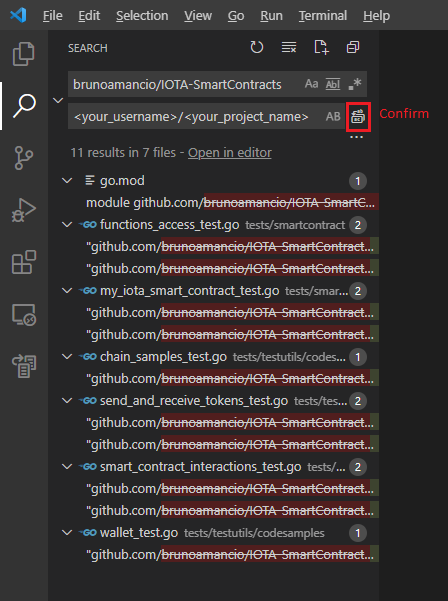 File Edit Selection View Go Run Terminal Help
SEARCH
brunoamancio/IOTA-SmartContracts Aa Abl .*
<your_username>/<your_project_name> AB Confirm
...
11 results in 7 files - Open in editor
go.mod 1
module github.com/brunoamancio/IOTA-SmartC...
functions_access_test.go tests/smartcontract 2
"github.com/brunoamancio/IOTA-SmartContract...
"github.com/brunoamancio/IOTA-SmartContract...
my_iota_smart_contract_test.go tests/smar... 2
"github.com/brunoamancio/IOTA-SmartContract...
"github.com/brunoamancio/IOTA-SmartContract...
chain_samples_test.go tests/testutils/codes... 1
"github.com/brunoamancio/IOTA-SmartContract...
send_and_receive_tokens_test.go tests/tes... 2
"github.com/brunoamancio/IOTA-SmartContract...
"github.com/brunoamancio/IOTA-SmartContract...
smart_contract_interactions_test.go tests/... 2
"github.com/brunoamancio/IOTA-SmartContract...
"github.com/brunoamancio/IOTA-SmartContract...
wallet_test.go tests/testutils/codesamples 1
"github.com/brunoamancio/IOTA-SmartContract...